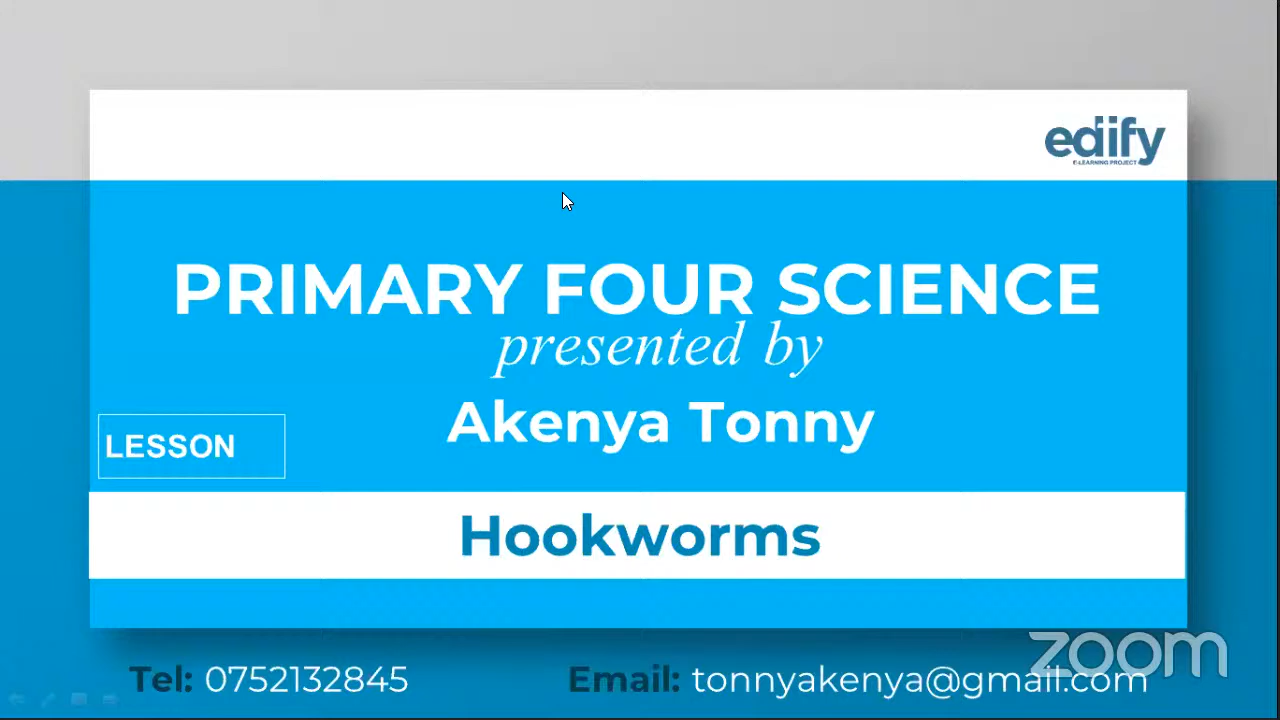 edify
E-LEARNING PROJECT
PRIMARY FOUR SCIENCE
presented by
Akenya Tonny
LESSON
Hookworms
zoom
Tel: 0752132845
Email: tonnyakenya@gmail.com